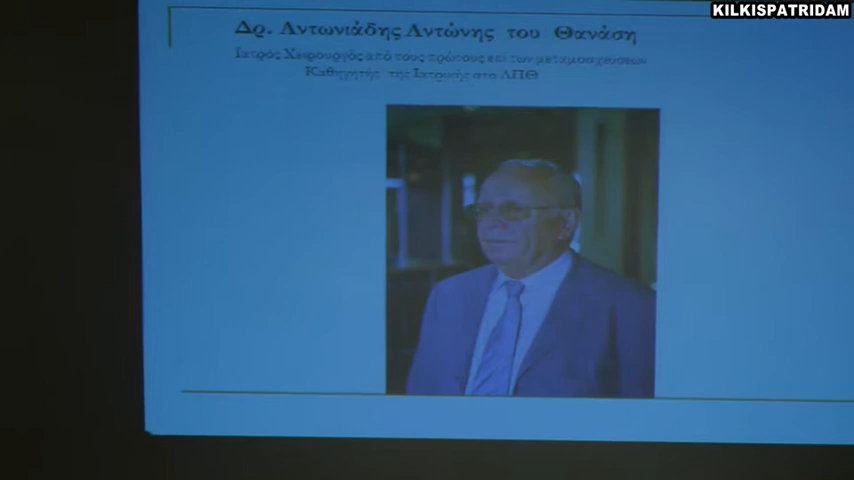 KILKISPATRIDAM
Δρ. Αντωνιάδης Αντώνης του Θανάση
Ιατρός Χειρουργός από τους πρώτους επί των μεταμοσχεύσεων
Καθηγητής της Ιατρικής στο ΑΠΘ